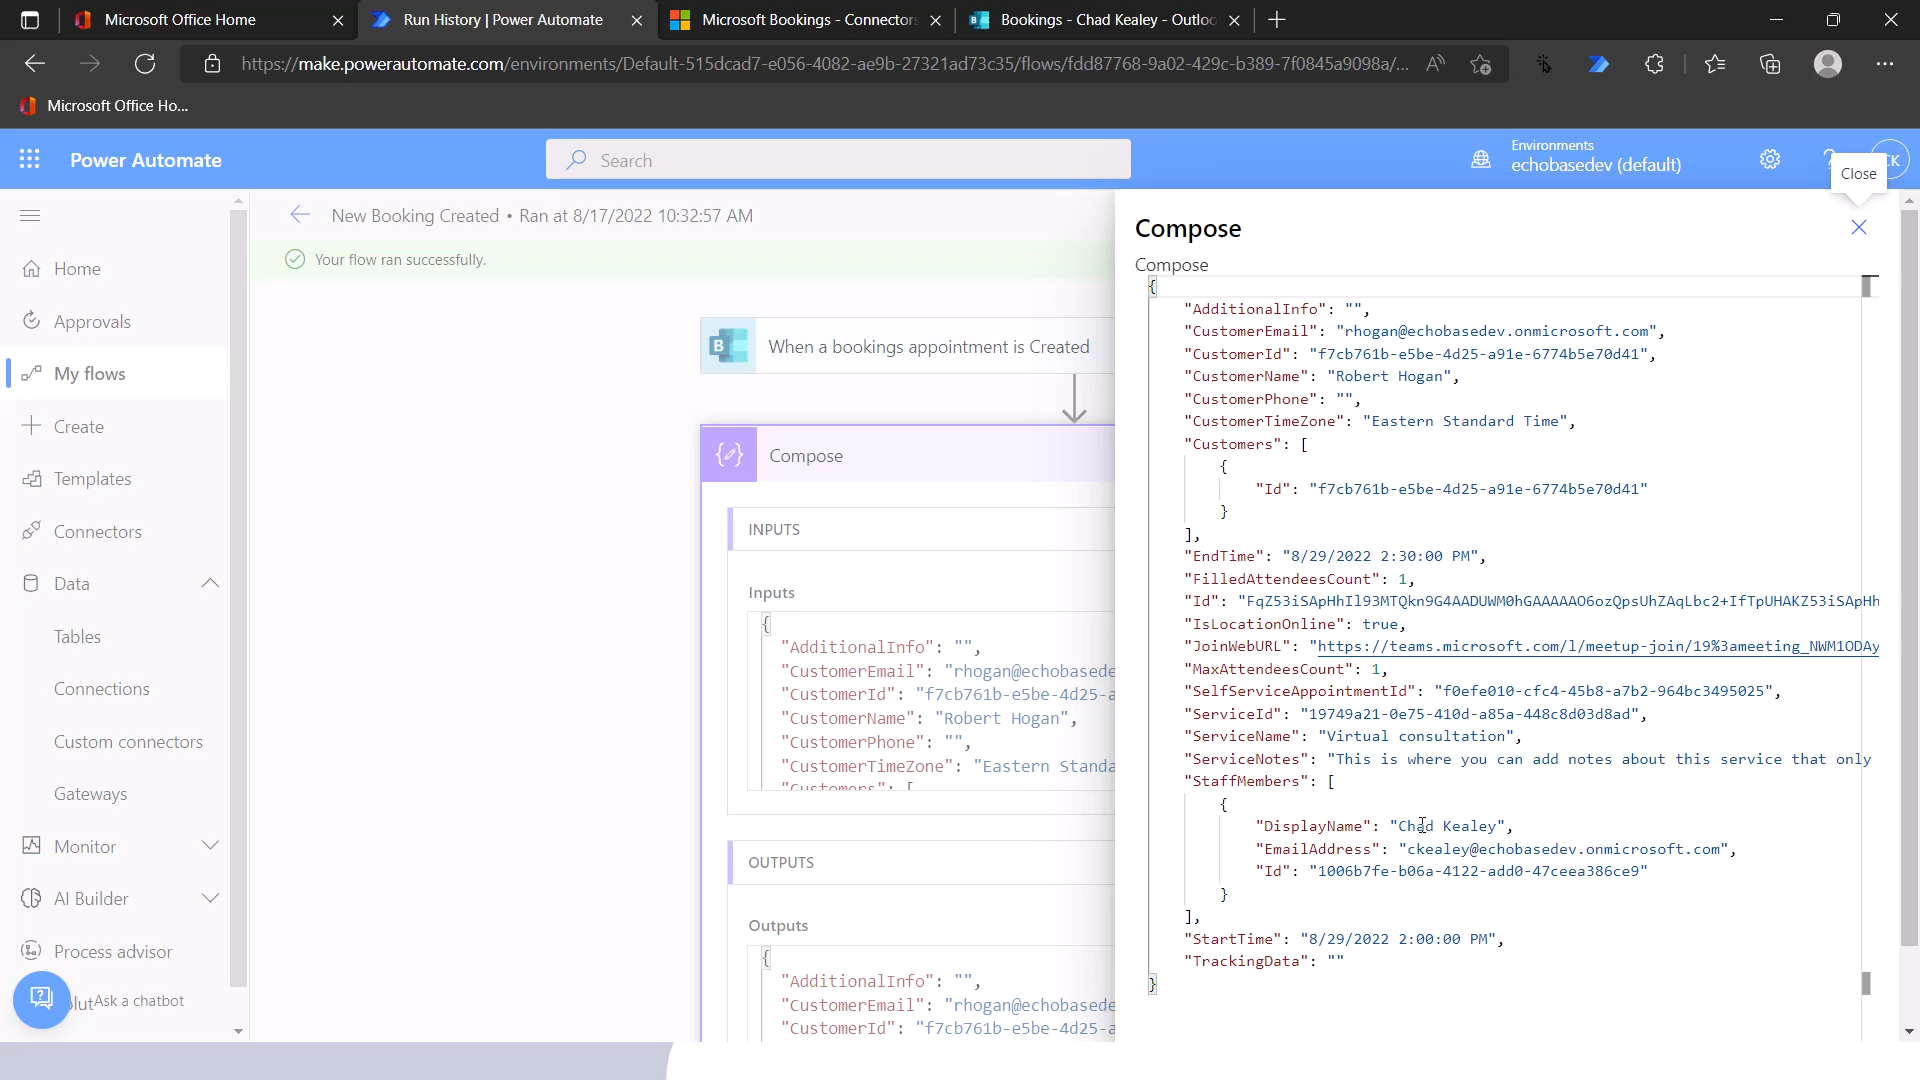 Microsoft Office Home
Run History | Power Automate
Microsoft Bookings - Connectors
Bookings - Chad Kealey - Outloo
https://make.powerautomate.com/environments/Default-515dcad7-e056-4082-ae9b-27321ad73c35/flows/fdd87768-9a02-429c-b389-7f0845a9098a/...
Microsoft Office Ho...
Power Automate
Search
Environments
echobasedev (default)
CK
Close
New Booking Created • Ran at 8/17/2022 10:32:57 AM
Your flow ran successfully.
Home
Approvals
My flows
Create
Templates
Connectors
Data
Tables
Connections
Custom connectors
Gateways
Monitor
AI Builder
Process advisor
Ask a chatbot
B
When a bookings appointment is Created
Compose
INPUTS
Inputs
{
"AdditionalInfo": "",
"CustomerEmail": "rhogan@echobasede
"CustomerId": "f7cb761b-e5be-4d25-a
"CustomerName": "Robert Hogan",
"CustomerPhone": "",
"CustomerTimeZone": "Eastern Standa
"Customers": [
OUTPUTS
Outputs
{
"AdditionalInfo": "",
"CustomerEmail": "rhogan@echobasede
"CustomerId": "f7cb761b-e5be-4d25-a
Compose
Compose
{
"AdditionalInfo": "",
"CustomerEmail": "rhogan@echobasedev.onmicrosoft.com",
"CustomerId": "f7cb761b-e5be-4d25-a91e-6774b5e70d41",
"CustomerName": "Robert Hogan",
"CustomerPhone": "",
"CustomerTimeZone": "Eastern Standard Time",
"Customers": [
{
"Id": "f7cb761b-e5be-4d25-a91e-6774b5e70d41"
}
],
"EndTime": "8/29/2022 2:30:00 PM",
"FilledAttendeesCount": 1,
"Id": "FqZ53iSApHhIl93MTQkn9G4AADUWM0hGAAAAAO6ozQpsUhZAqLbc2+IfTpUHAKZ53iSApHh
"IsLocationOnline": true,
"JoinWebURL": "https://teams.microsoft.com/l/meetup-join/19%3ameeting_NWM1ODAy
"MaxAttendeesCount": 1,
"SelfServiceAppointmentId": "f0efe010-cfc4-45b8-a7b2-964bc3495025",
"ServiceId": "19749a21-0e75-410d-a85a-448c8d03d8ad",
"ServiceName": "Virtual consultation",
"ServiceNotes": "This is where you can add notes about this service that only
"StaffMembers": [
{
"DisplayName": "Chad Kealey",
"EmailAddress": "ckealey@echobasedev.onmicrosoft.com",
"Id": "1006b7fe-b06a-4122-add0-47ceea386ce9"
}
],
"StartTime": "8/29/2022 2:00:00 PM",
"TrackingData": ""
}